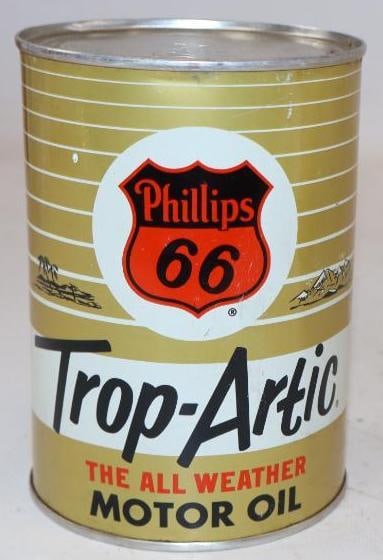 Phillips
66
®
Trop-Artic.
THE ALL WEATHER
MOTOR OIL